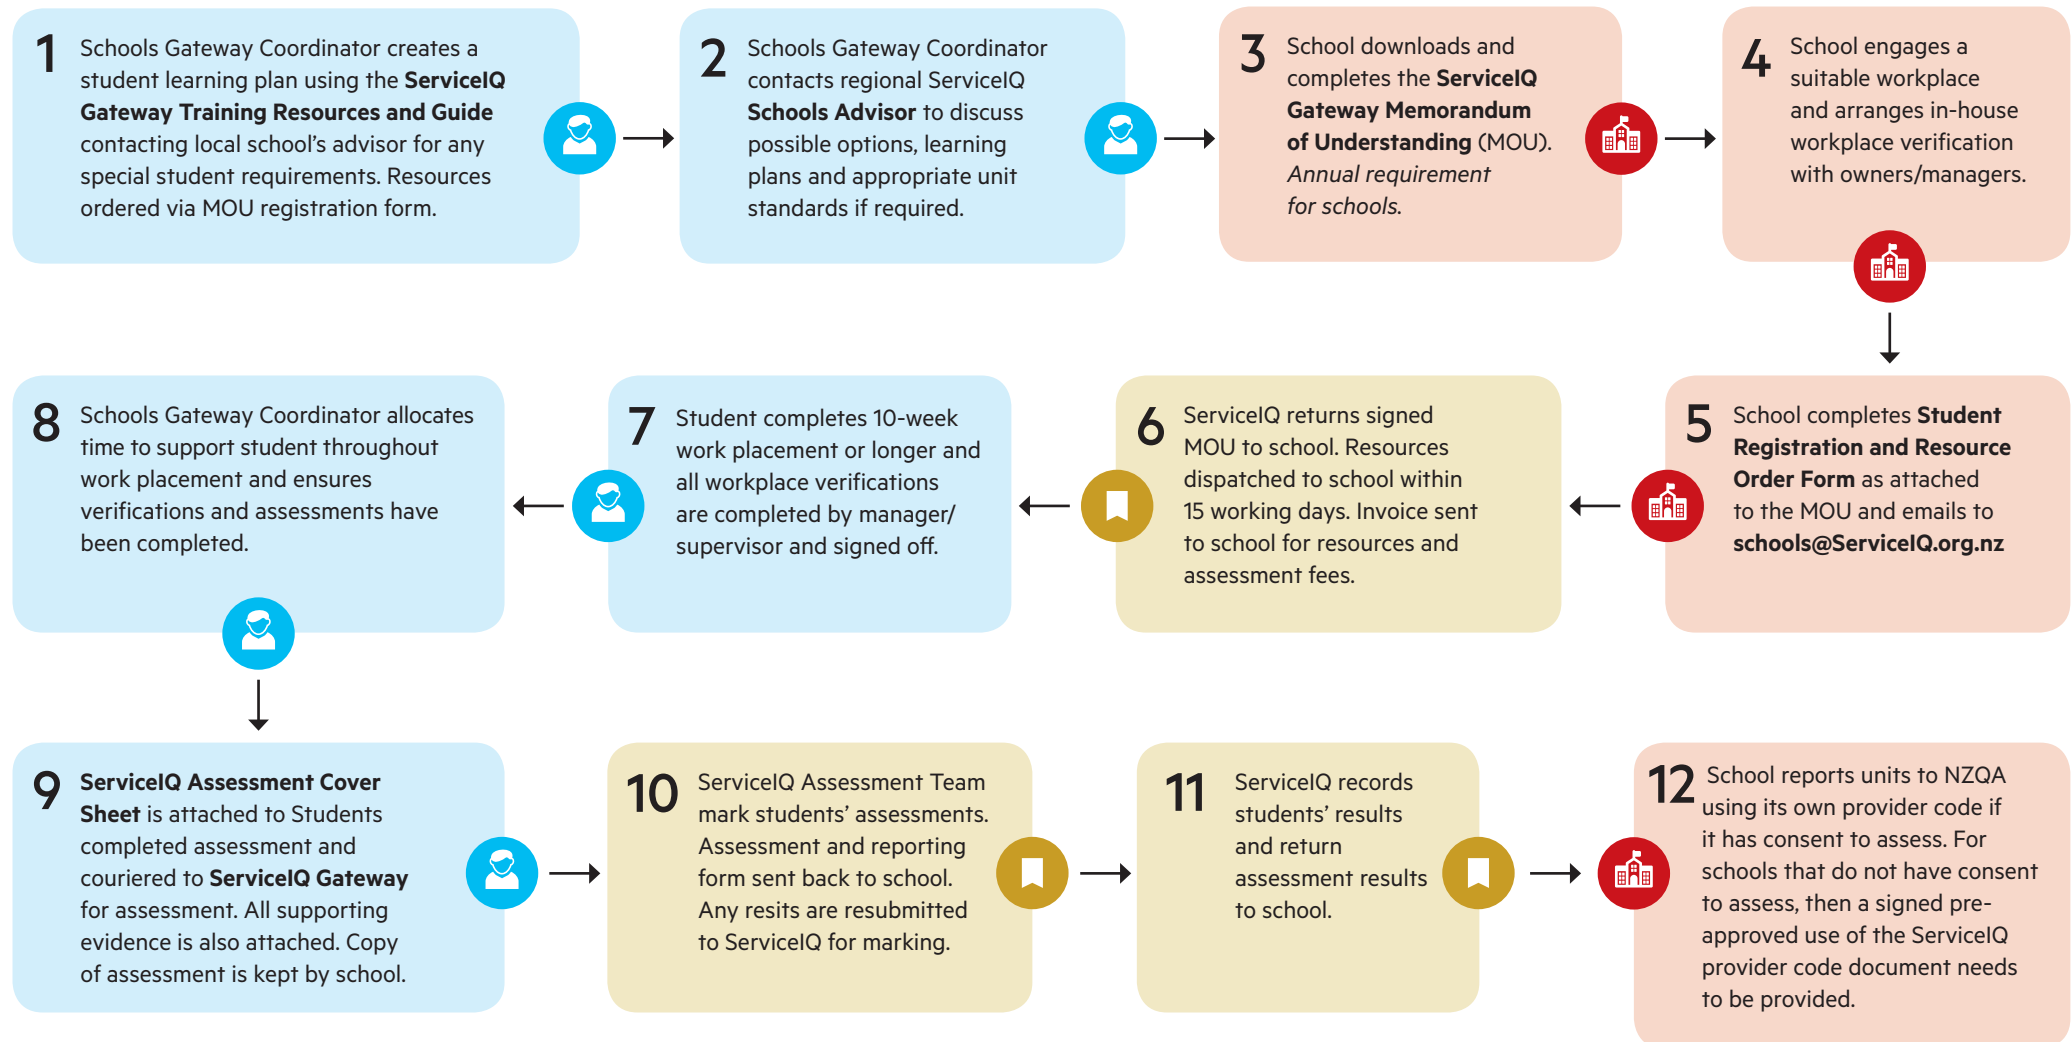 1
Schools Gateway Coordinator creates a
student learning plan using the ServiceIQ
Gateway Training Resources and Guide
contacting local school's advisor for any
special student requirements. Resources
ordered via MOU registration form.
2
Schools Gateway Coordinator
contacts regional ServiceIQ
Schools Advisor to discuss
possible options, learning
plans and appropriate unit
standards if required.
3
School downloads and
completes the ServiceIQ
Gateway Memorandum
of Understanding (MOU).
Annual requirement
for schools.
4
School engages a
suitable workplace
and arranges in-house
workplace verification
with owners/managers.
5
School completes Student
Registration and Resource
Order Form as attached
to the MOU and emails to
schools@ServiceIQ.org.nz
6
ServiceIQ returns signed
MOU to school. Resources
dispatched to school within
15 working days. Invoice sent
to school for resources and
assessment fees.
7
Student completes 10-week
work placement or longer and
all workplace verifications
are completed by manager/
supervisor and signed off.
8
Schools Gateway Coordinator allocates
time to support student throughout
work placement and ensures
verifications and assessments have
been completed.
9
ServiceIQ Assessment Cover
Sheet is attached to Students
completed assessment and
couriered to ServiceIQ Gateway
for assessment. All supporting
evidence is also attached. Copy
of assessment is kept by school.
10
ServiceIQ Assessment Team
mark students' assessments.
Assessment and reporting
form sent back to school.
Any resits are resubmitted
to ServiceIQ for marking.
11
ServiceIQ records
students' results
and return
assessment results
to school.
12
School reports units to NZQA
using its own provider code if
it has consent to assess. For
schools that do not have consent
to assess, then a signed pre-
approved use of the ServiceIQ
provider code document needs
to be provided.